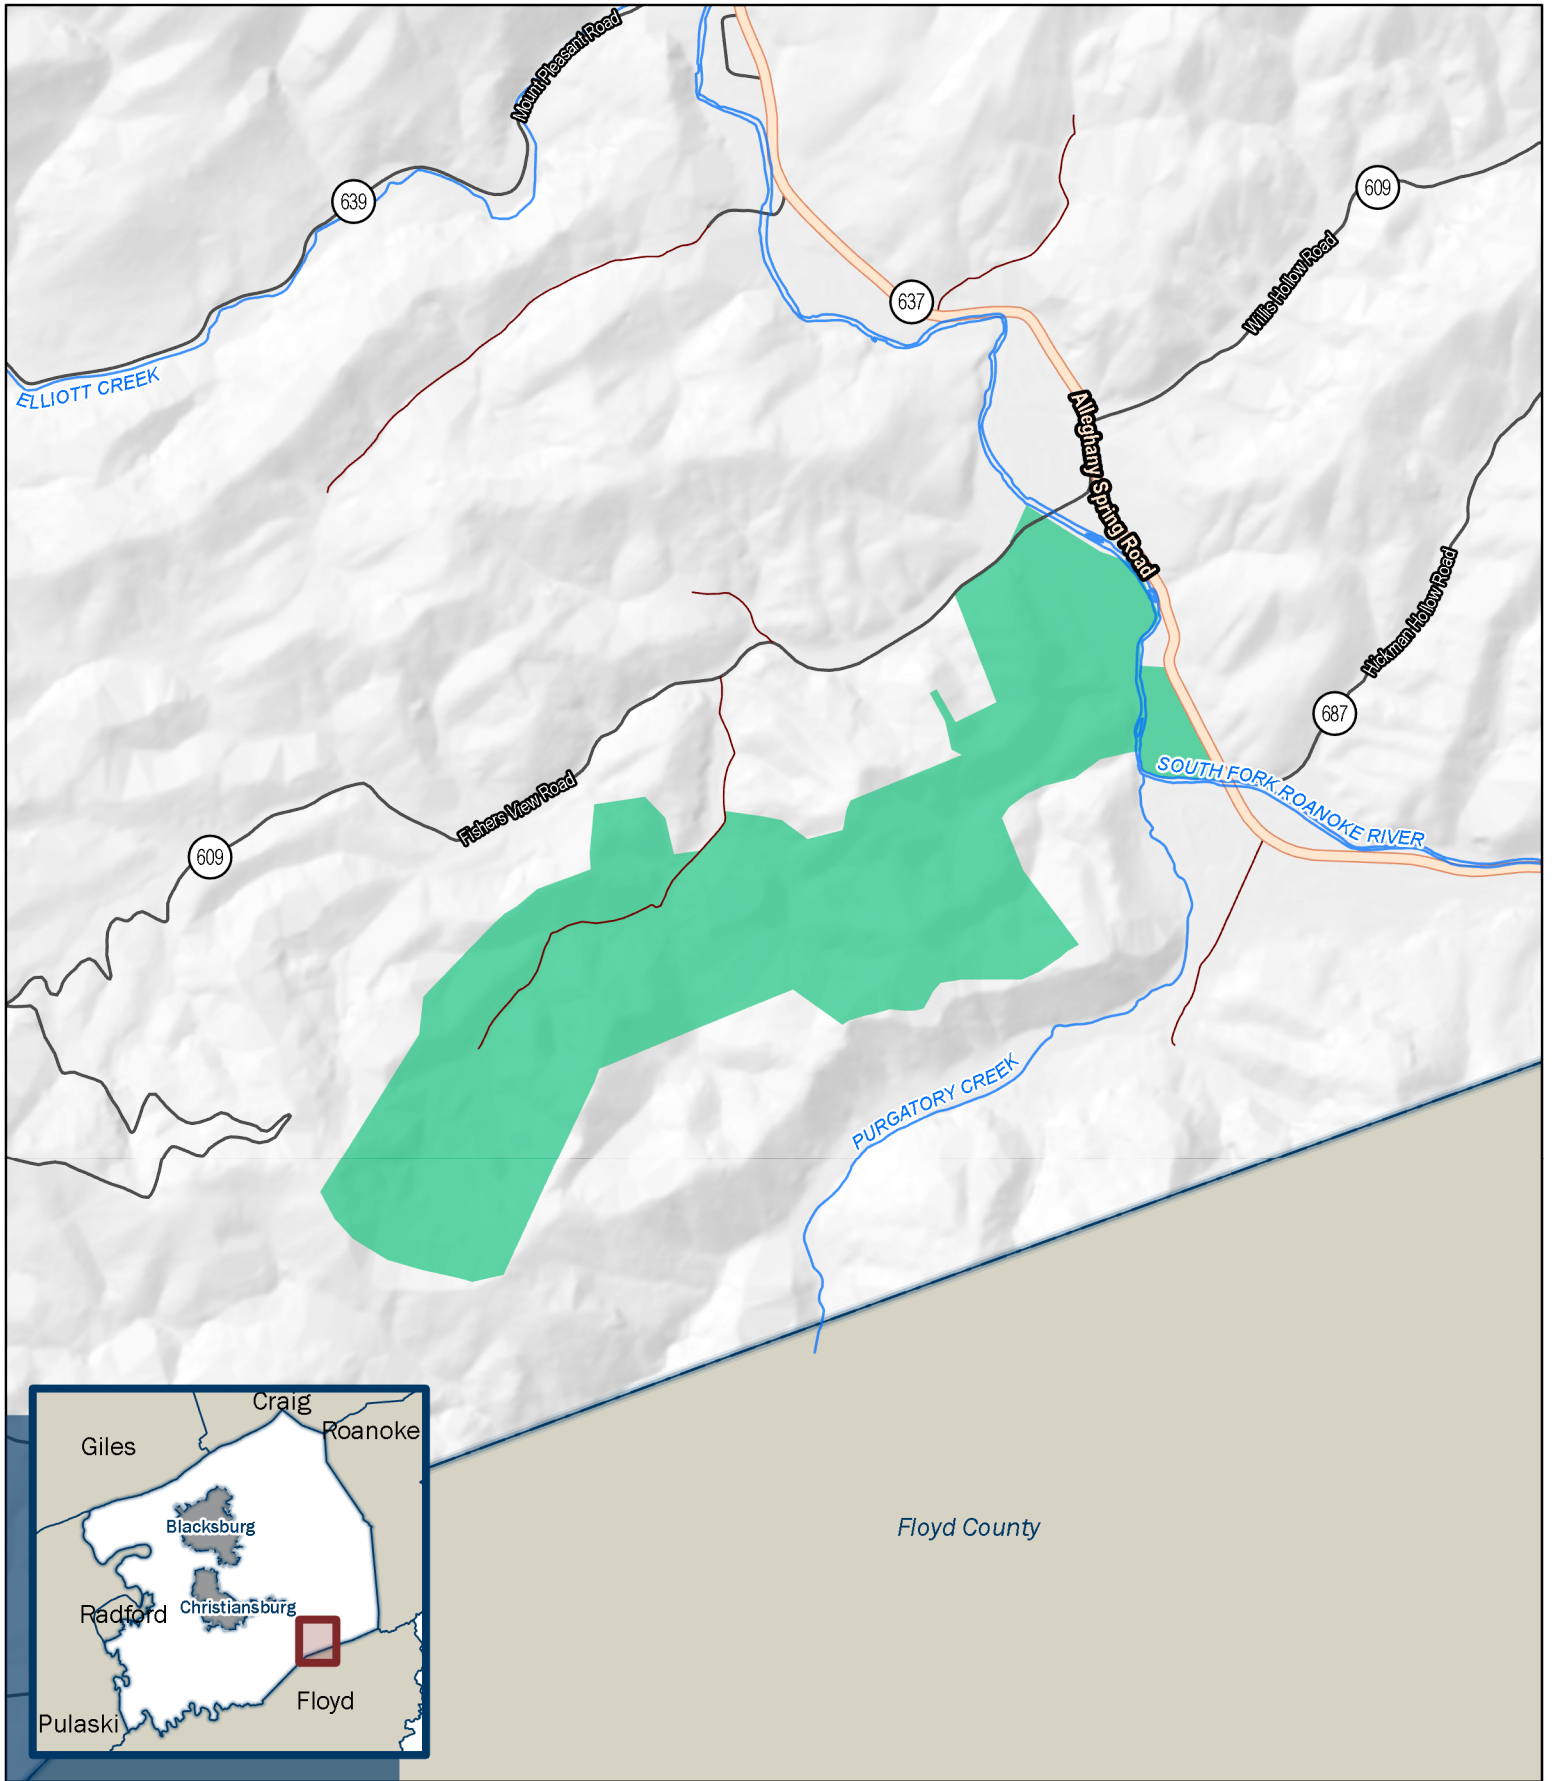 Mount Pleasant Road
639
609
Willis Hollow Road
637
ELLIOTT CREEK
Alleghany Spring Road
Hickman Hollow Road
687
SOUTH FORK ROANOKE RIVER
Fishers View Road
609
PURGATORY CREEK
Floyd County
Craig
Roanoke
Giles
Blacksburg
Radford
Christiansburg
Floyd
Pulaski